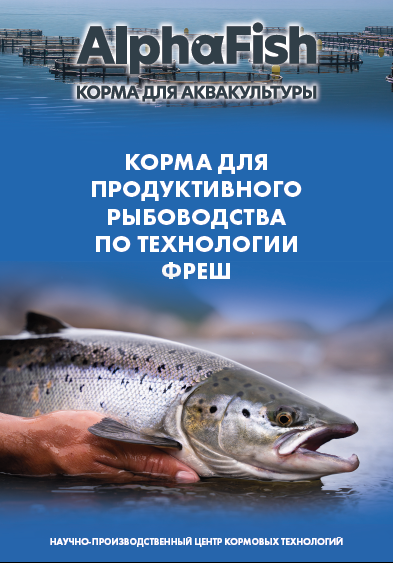 AlphaFish
КОРМА ДЛЯ АКВАКУЛЬТУРЫ
КОРМА ДЛЯ
ПРОДУКТИВНОГО
РЫБОВОДСТВА
ПО ТЕХНОЛОГИИ
ФРЕШ
НАУЧНО-ПРОИЗВОДСТВЕННЫЙ ЦЕНТР КОРМОВЫХ ТЕХНОЛОГИЙ